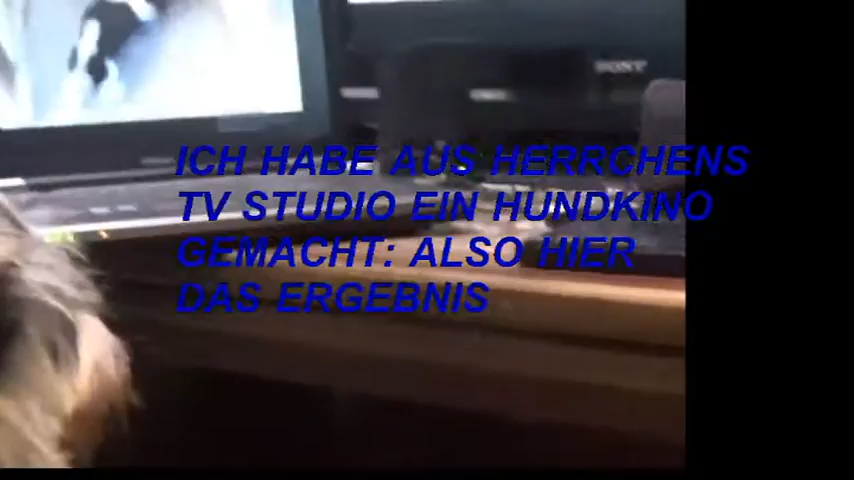 SONY
ICH HABE AUS HERRCHENS
TV STUDIO EIN HUNDKINO
GEMACHT: ALSO HIER
DAS ERGEBNIS